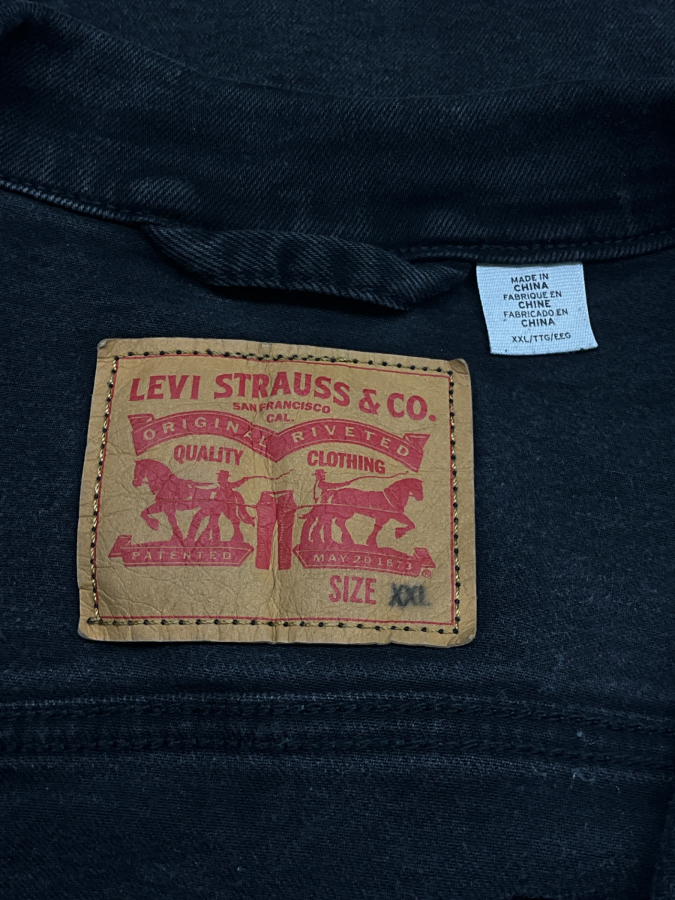 MADE IN
CHINA
FABRIQUE EN
CHINE
FABRICADO EN
CHINA
XXL/TTG/EEG
LEVI STRAUSS & CO.
SAN FRANCISCO
CAL.
ORIGINAL RIVETED
QUALITY CLOTHING
PATENTED MAY 20 1873
SIZE XXL